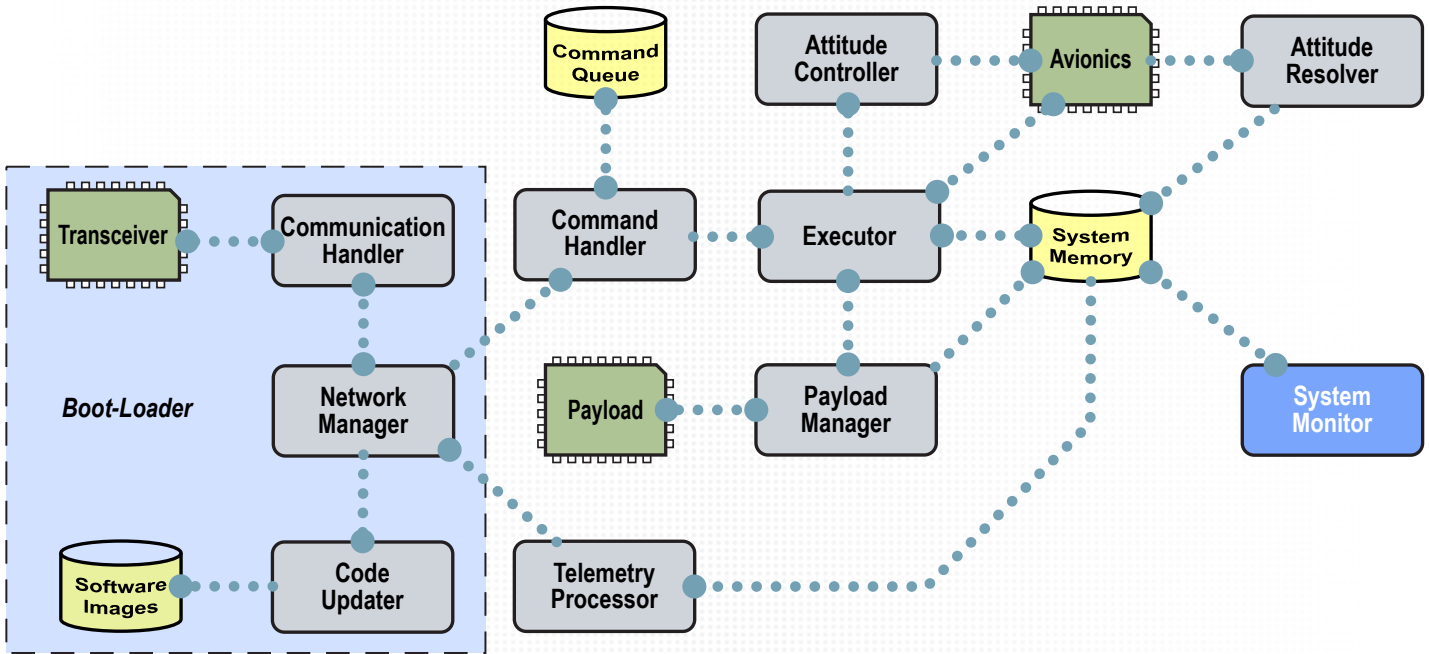 Command
Queue
Attitude
Controller
Avionics
Attitude
Resolver
Transceiver
Communication
Handler
Command
Handler
Executor
System
Memory
Boot-Loader
Network
Manager
Payload
Payload
Manager
System
Monitor
Software
Images
Code
Updater
Telemetry
Processor